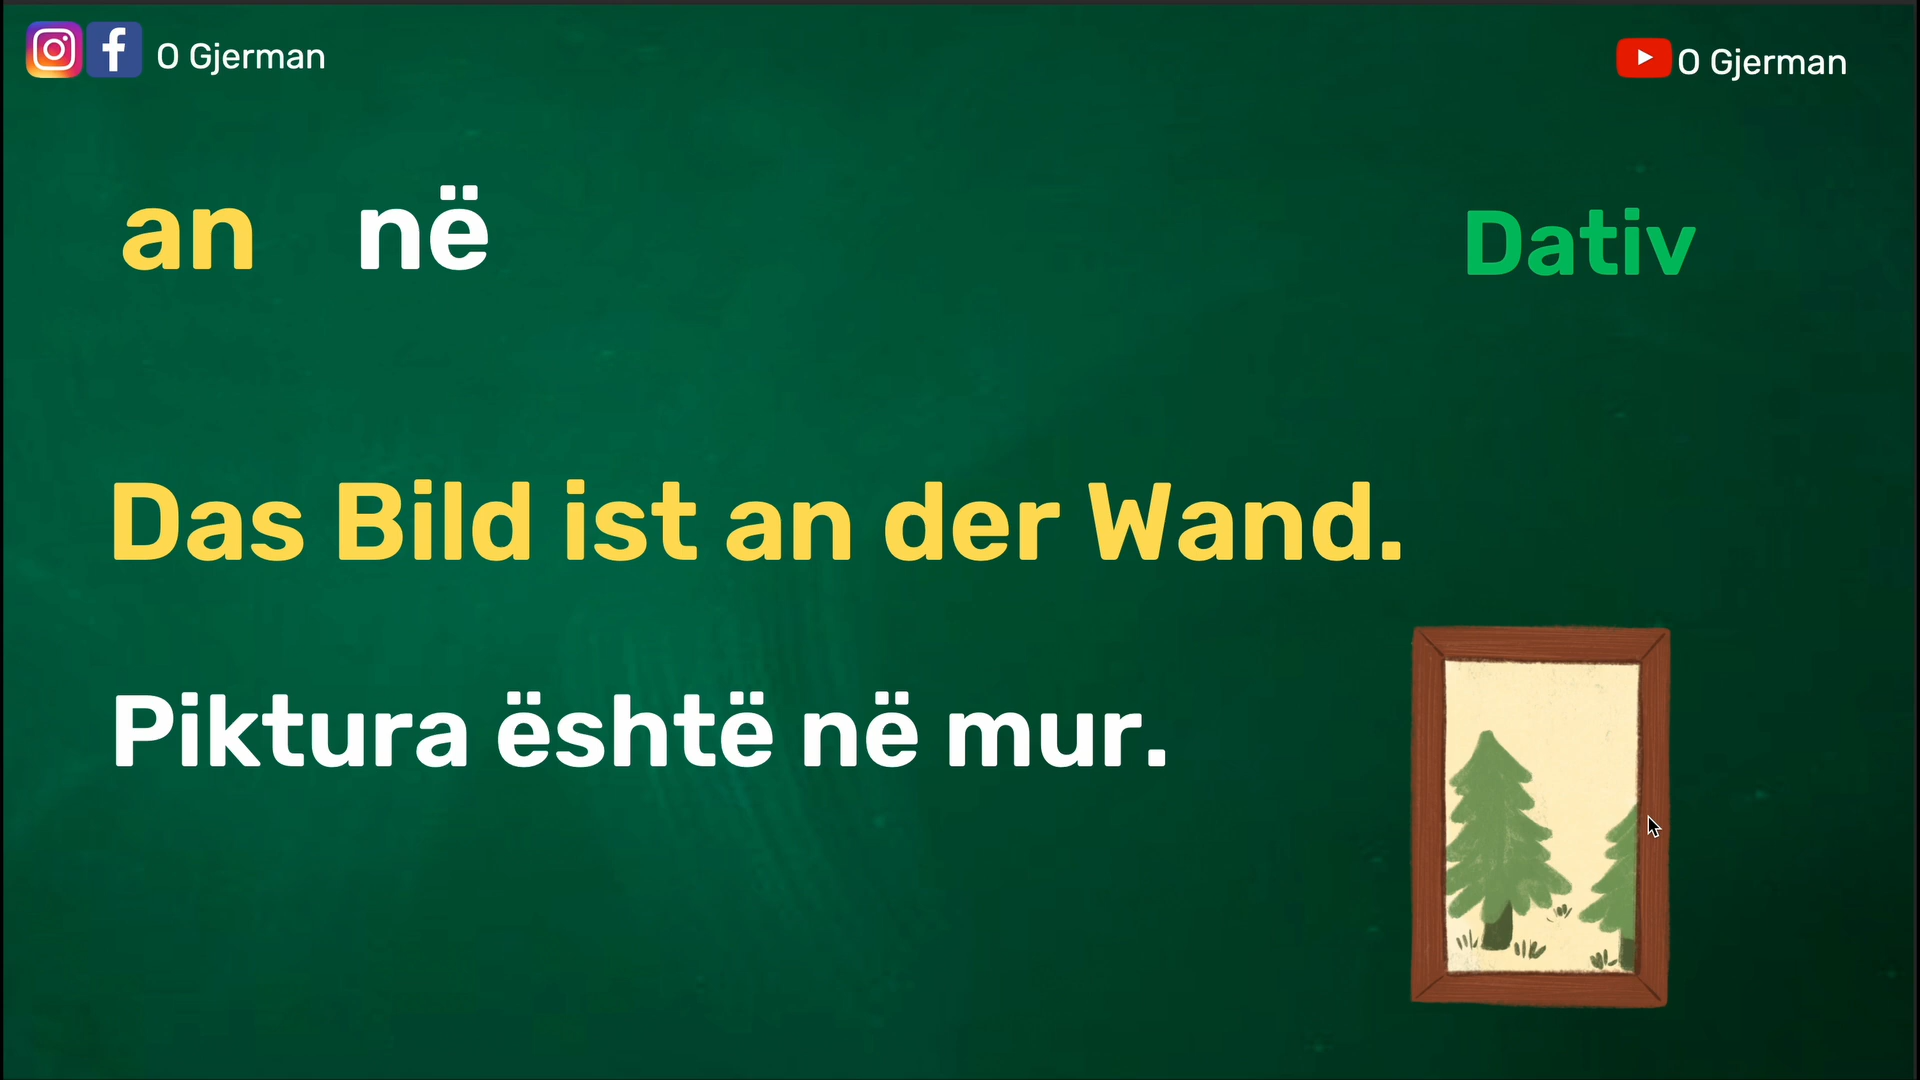 O Gjerman
O Gjerman
an në
Dativ
Das Bild ist an der Wand.
Piktura është në mur.